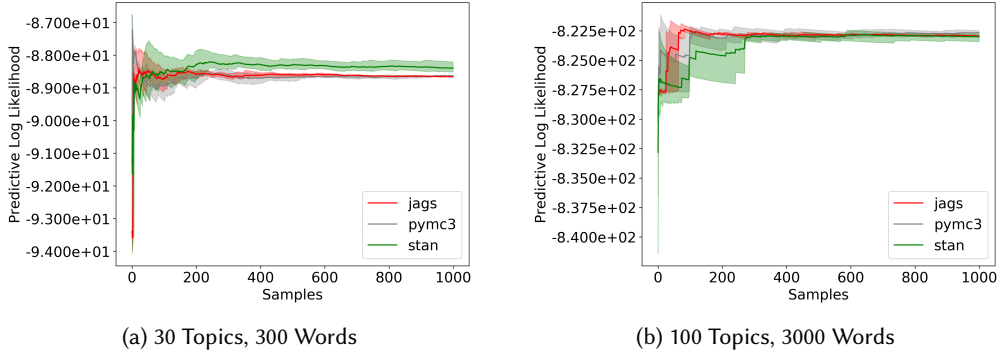 -8.700e+01
-8.800e+01
-8.900e+01
-9.000e+01
-9.100e+01
-9.200e+01
-9.300e+01
-9.400e+01
Predictive Log Likelihood
0 200 400 600 800 1000
Samples
jags
pymc3
stan
(a) 30 Topics, 300 Words
-8.225e+02
-8.250e+02
-8.275e+02
-8.300e+02
-8.325e+02
-8.350e+02
-8.375e+02
-8.400e+02
Predictive Log Likelihood
0 200 400 600 800 1000
Samples
jags
pymc3
stan
(b) 100 Topics, 3000 Words